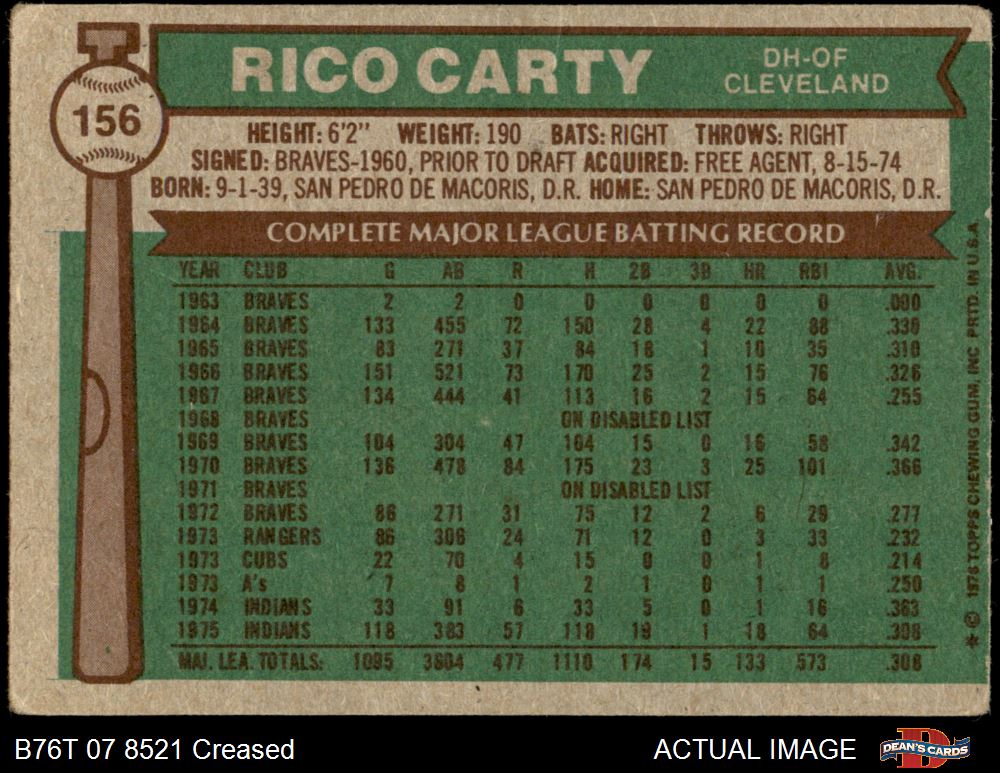 RICO CARTY
DH-OF
CLEVELAND
156
HEIGHT: 6'2" WEIGHT: 190 BATS: RIGHT THROWS: RIGHT
SIGNED: BRAVES-1960, PRIOR TO DRAFT ACQUIRED: FREE AGENT, 8-15-74
BORN: 9-1-39, SAN PEDRO DE MACORIS, D.R. HOME: SAN PEDRO DE MACORIS, D.R.
COMPLETE MAJOR LEAGUE BATTING RECORD
YEAR CLUB G AB R H 2B 3B HR RBI AVG.
1963 BRAVES 2 2 0 0 0 0 0 0 .000
1964 BRAVES 133 455 72 150 28 4 22 88 .330
1965 BRAVES 83 271 37 84 18 1 10 35 .310
1966 BRAVES 151 521 73 170 25 2 15 76 .326
1967 BRAVES 134 444 41 113 16 2 15 64 .255
1968 BRAVES ON DISABLED LIST
1969 BRAVES 104 304 47 104 15 0 16 58 .342
1970 BRAVES 136 478 84 175 23 3 25 101 .366
1971 BRAVES ON DISABLED LIST
1972 BRAVES 86 271 31 75 12 2 6 29 .277
1973 RANGERS 86 306 24 71 12 0 3 33 .232
1973 CUBS 22 70 4 15 0 0 1 8 .214
1973 A's 7 8 1 2 1 0 1 1 .250
1974 INDIANS 33 91 6 33 5 0 1 16 .363
1975 INDIANS 118 383 57 118 19 1 18 64 .308
MAJ. LEA. TOTALS: 1095 3604 477 1110 174 15 133 573 .308
* © 1976 TOPPS CHEWING GUM, INC PRTD. IN U.S.A.
B76T 07 8521 Creased
ACTUAL IMAGE
DEAN'S CARDS